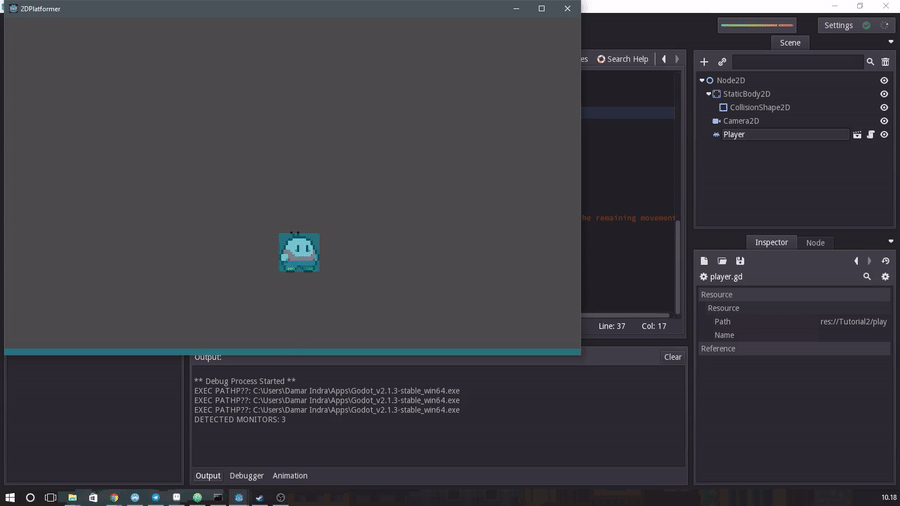 2DPlatformer
Settings
Scene
es
Search Help
Node2D
StaticBody2D
CollisionShape2D
Camera2D
Player
he remaining movement
Inspector
Node
player.gd
Resource
Resource
Path
res://Tutorial2/play
Name
Reference
Line: 37
Col: 17
Output:
Clear
** Debug Process Started **
EXEC PATHP??: C:\Users\Damar Indra\Apps\Godot_v2.1.3-stable_win64.exe
EXEC PATHP??: C:\Users\Damar Indra\Apps\Godot_v2.1.3-stable_win64.exe
EXEC PATHP??: C:\Users\Damar Indra\Apps\Godot_v2.1.3-stable_win64.exe
DETECTED MONITORS: 3
Output
Debugger
Animation
10.18